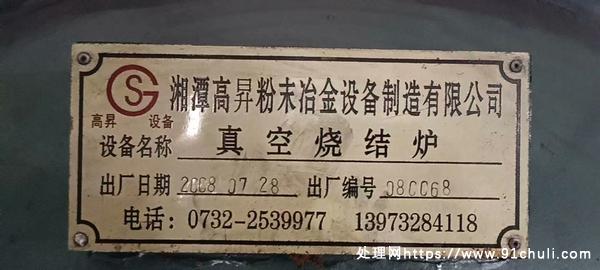 湘潭高昇粉末冶金设备制造有限公司
SG
高昇 设备
设备名称 真空烧结炉
出厂日期 2008 07 28 出厂编号 080068
电话：0732-2539977 13973284118
处理网https://www.91chuli.com/